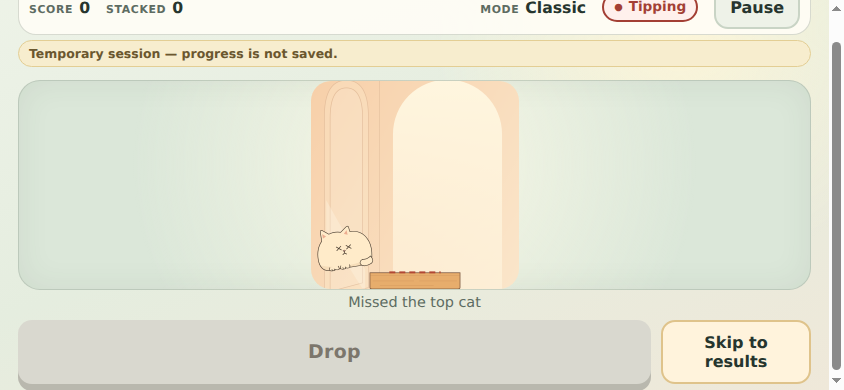 SCORE 0 STACKED 0 MODE Classic ● Tipping Pause
Temporary session — progress is not saved.
Missed the top cat
Drop
Skip to
results